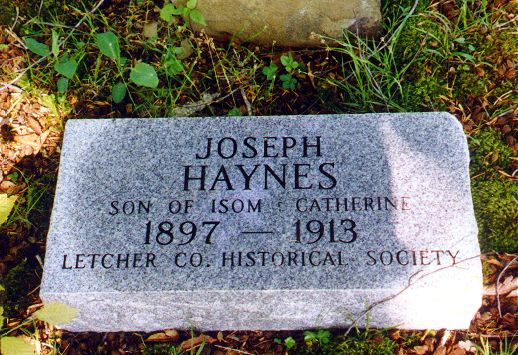 JOSEPH
HAYNES
SON OF ISOM & CATHERINE
1897 — 1913
LETCHER CO. HISTORICAL SOCIETY